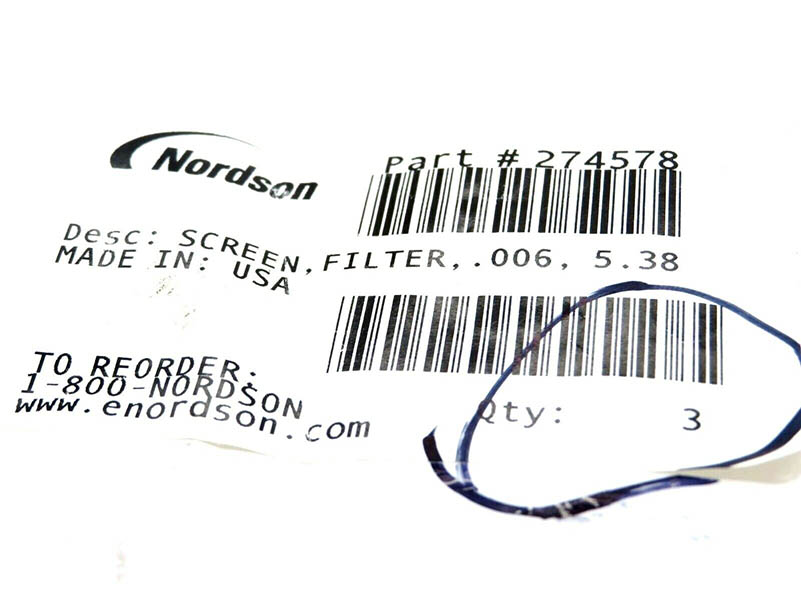 Nordson
Part # 274578
Desc: SCREEN, FILTER, .006, 5.38
MADE IN: USA
TO REORDER:
1-800-NORDSON
www.enordson.com
Qty: 3